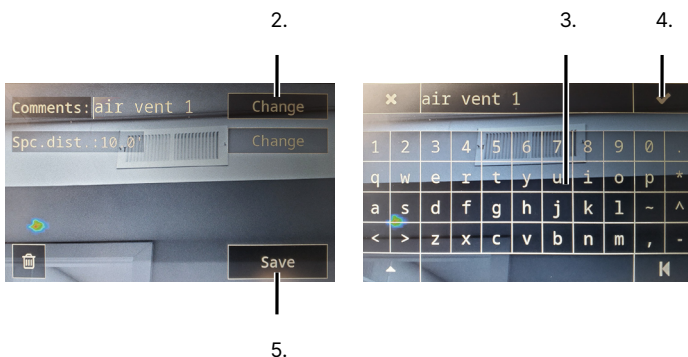 2.
3.
4.
Comments: air vent 1 Change
Spc.dist.:10.0" Change
Save
5.
air vent 1
1 2 3 4 5 6 7 8 9 0 .
q w e r t y u i o p *
a s d f g h j k l ~ ^
< > z x c v b n m , -